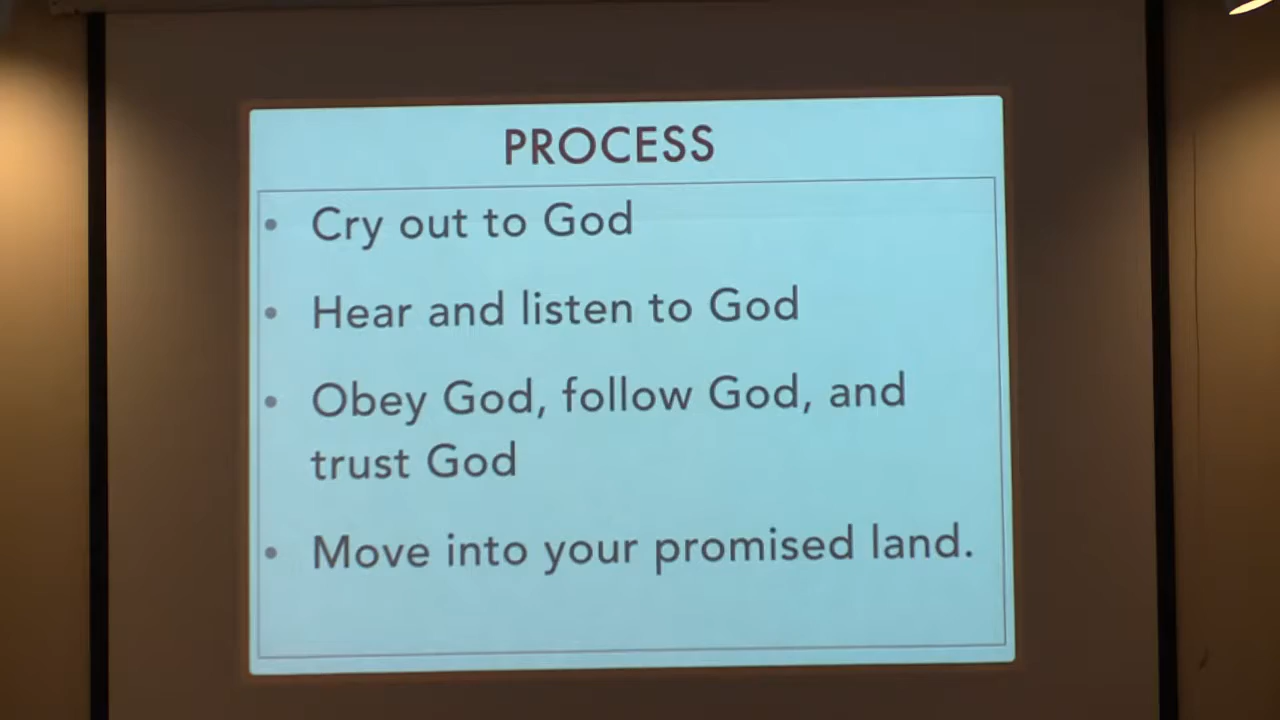 PROCESS
• Cry out to God
• Hear and listen to God
• Obey God, follow God, and
trust God
• Move into your promised land.